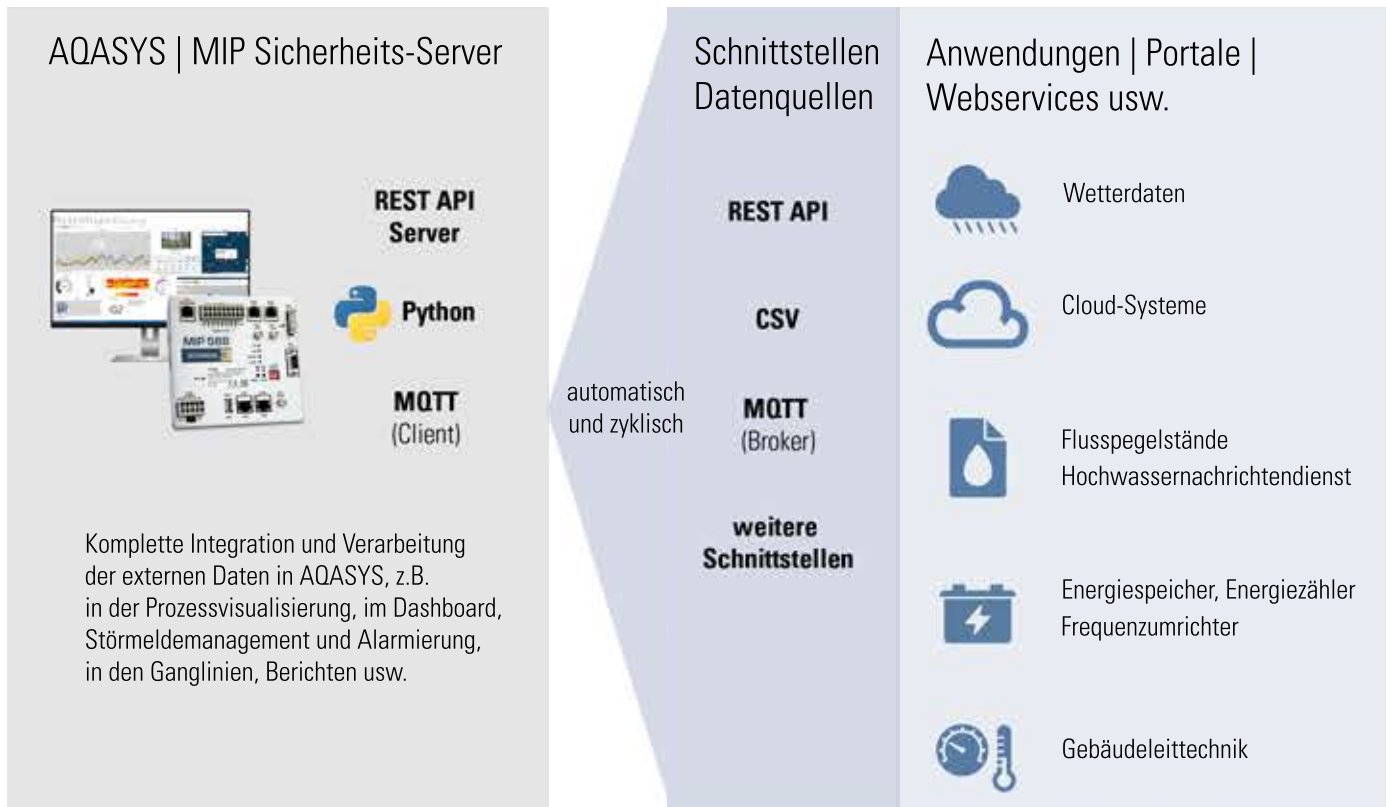 AQASYS | MIP Sicherheits-Server
REST API
Server
Python
MQTT
(Client)
MIP 588
Komplette Integration und Verarbeitung
der externen Daten in AQASYS, z.B.
in der Prozessvisualisierung, im Dashboard,
Störmeldemanagement und Alarmierung,
in den Ganglinien, Berichten usw.
automatisch
und zyklisch
Schnittstellen
Datenquellen
REST API
CSV
MQTT
(Broker)
weitere
Schnittstellen
Anwendungen | Portale |
Webservices usw.
Wetterdaten
Cloud-Systeme
Flusspegelstände
Hochwassernachrichtendienst
Energiespeicher, Energiezähler
Frequenzumrichter
Gebäudeleittechnik